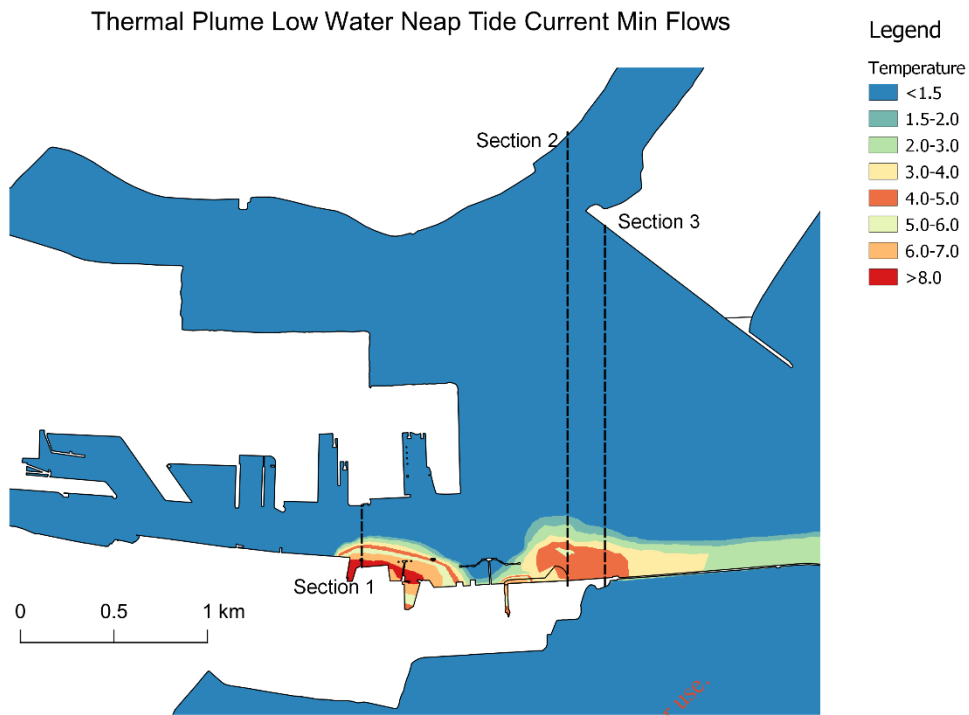 Thermal Plume Low Water Neap Tide Current Min Flows
Legend
Temperature
<1.5
1.5-2.0
2.0-3.0
3.0-4.0
4.0-5.0
5.0-6.0
6.0-7.0
>8.0
Section 2
Section 3
Section 1
0 0.5 1 km
use.